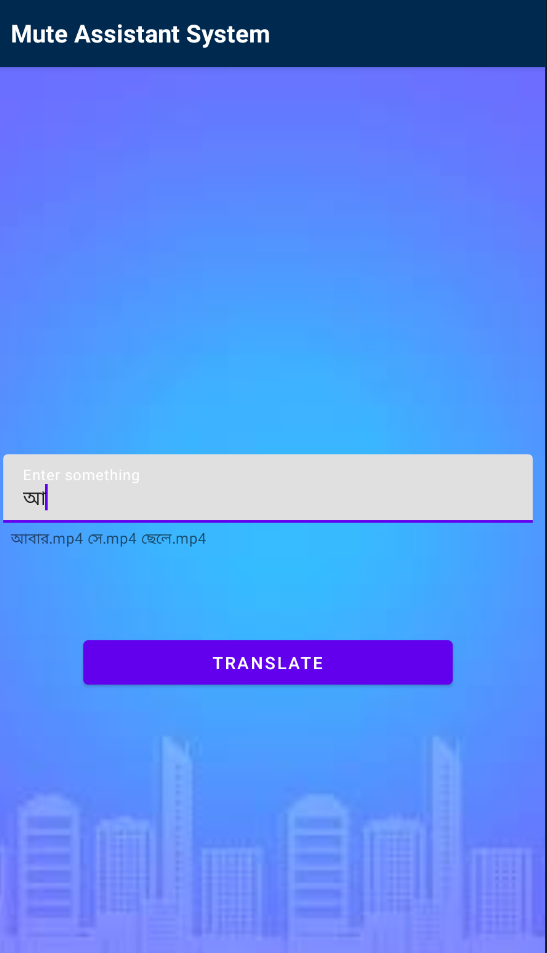 Mute Assistant System
Enter something
আ
আবার.mp4 সে.mp4 ছেলে.mp4
TRANSLATE